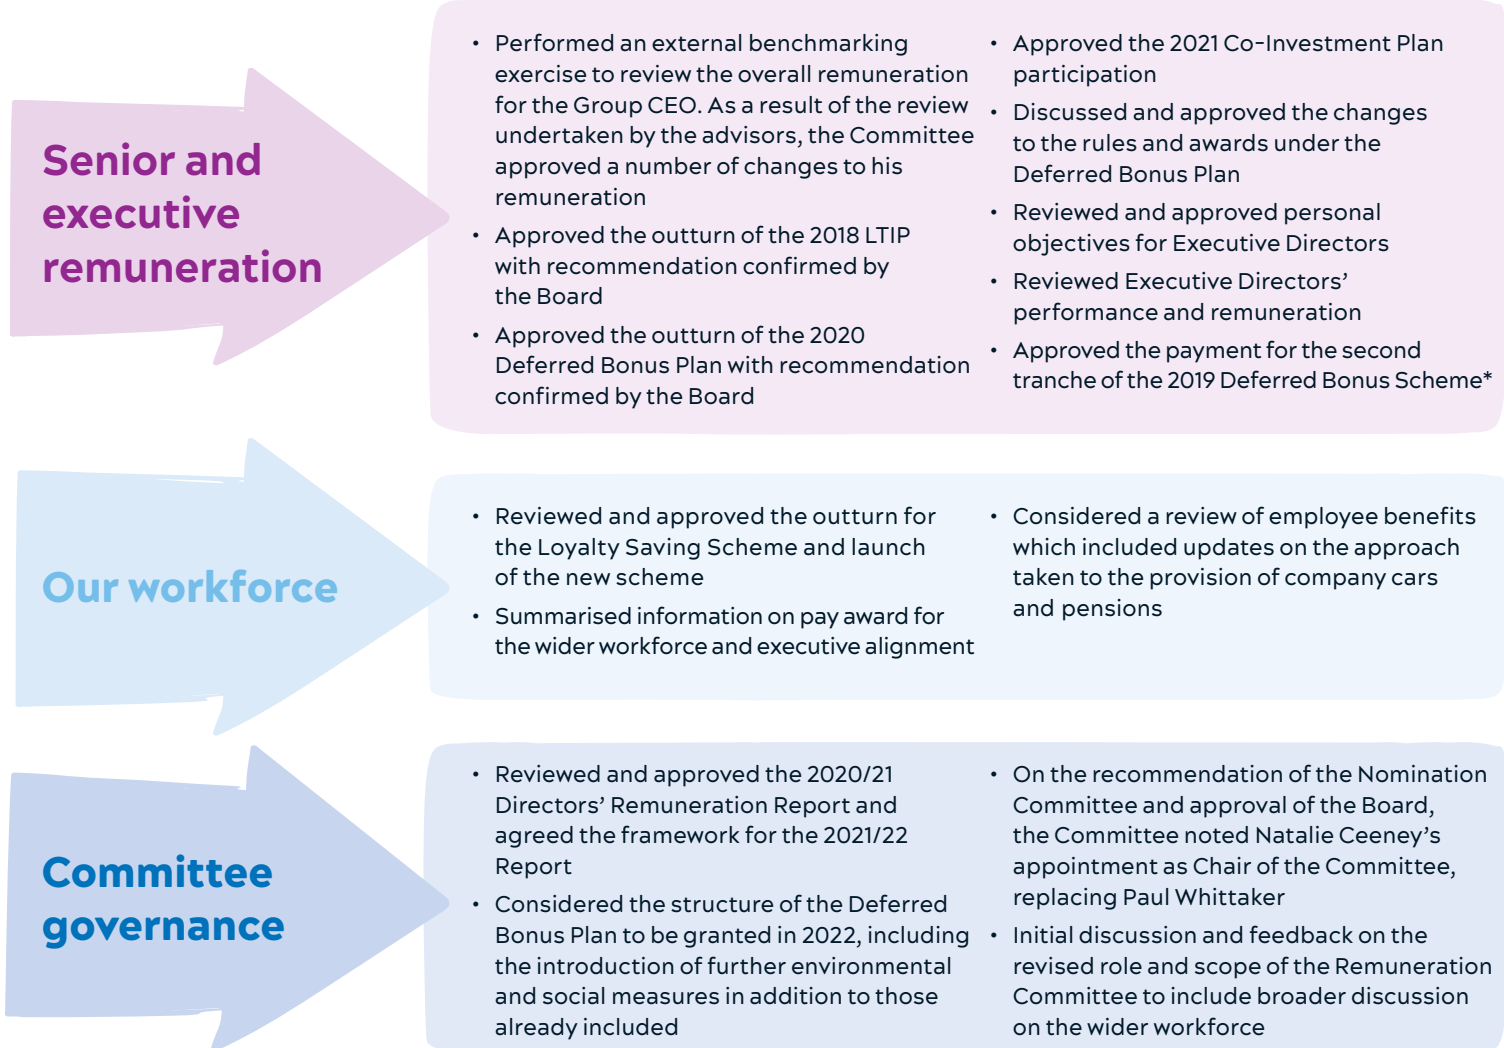 Senior and
executive
remuneration
• Performed an external benchmarking
exercise to review the overall remuneration
for the Group CEO. As a result of the review
undertaken by the advisors, the Committee
approved a number of changes to his
remuneration
• Approved the outturn of the 2018 LTIP
with recommendation confirmed by
the Board
• Approved the outturn of the 2020
Deferred Bonus Plan with recommendation
confirmed by the Board
• Approved the 2021 Co-Investment Plan
participation
• Discussed and approved the changes
to the rules and awards under the
Deferred Bonus Plan
• Reviewed and approved personal
objectives for Executive Directors
• Reviewed Executive Directors’
performance and remuneration
• Approved the payment for the second
tranche of the 2019 Deferred Bonus Scheme*
Our workforce
• Reviewed and approved the outturn for
the Loyalty Saving Scheme and launch
of the new scheme
• Summarised information on pay award for
the wider workforce and executive alignment
• Considered a review of employee benefits
which included updates on the approach
taken to the provision of company cars
and pensions
Committee
governance
• Reviewed and approved the 2020/21
Directors’ Remuneration Report and
agreed the framework for the 2021/22
Report
• Considered the structure of the Deferred
Bonus Plan to be granted in 2022, including
the introduction of further environmental
and social measures in addition to those
already included
• On the recommendation of the Nomination
Committee and approval of the Board,
the Committee noted Natalie Ceeney’s
appointment as Chair of the Committee,
replacing Paul Whittaker
• Initial discussion and feedback on the
revised role and scope of the Remuneration
Committee to include broader discussion
on the wider workforce